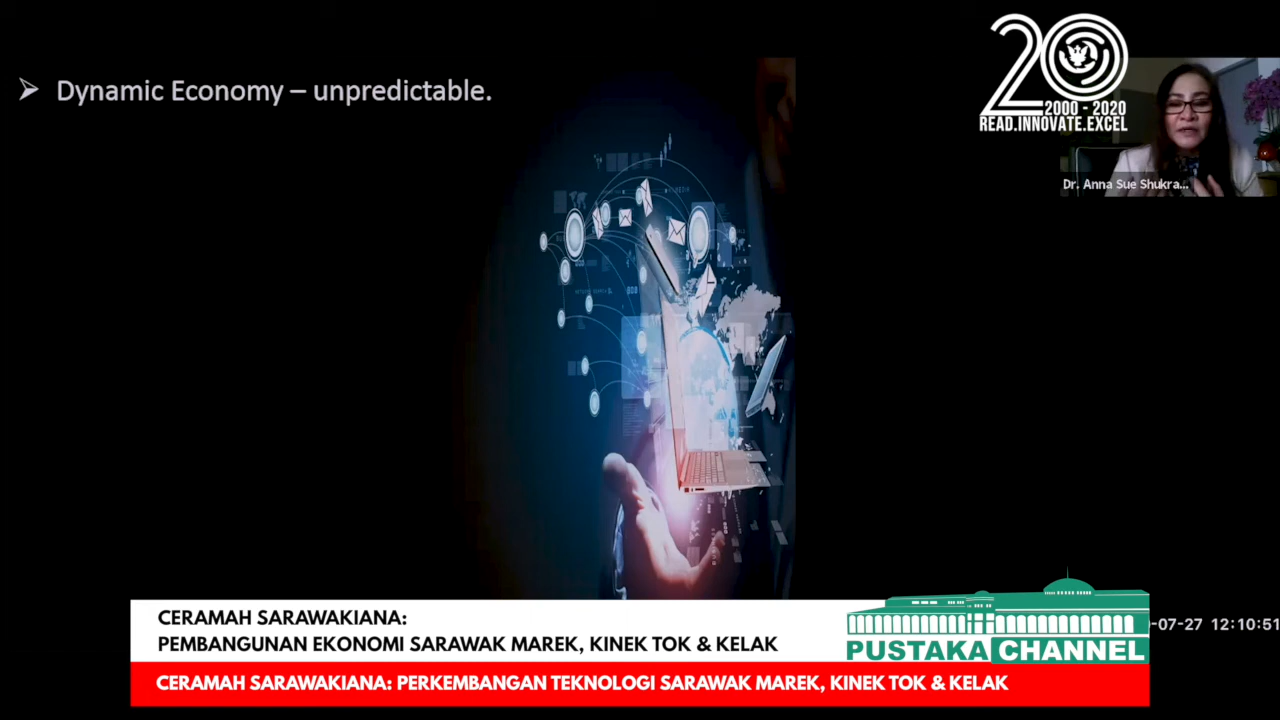 ➢ Dynamic Economy – unpredictable.
20
2000 - 2020
READ.INNOVATE.EXCEL
Dr. Anna Sue Shukra...
CERAMAH SARAWAKIANA:
PEMBANGUNAN EKONOMI SARAWAK MAREK, KINEK TOK & KELAK
PUSTAKA CHANNEL
-07-27 12:10:51
CERAMAH SARAWAKIANA: PERKEMBANGAN TEKNOLOGI SARAWAK MAREK, KINEK TOK & KELAK